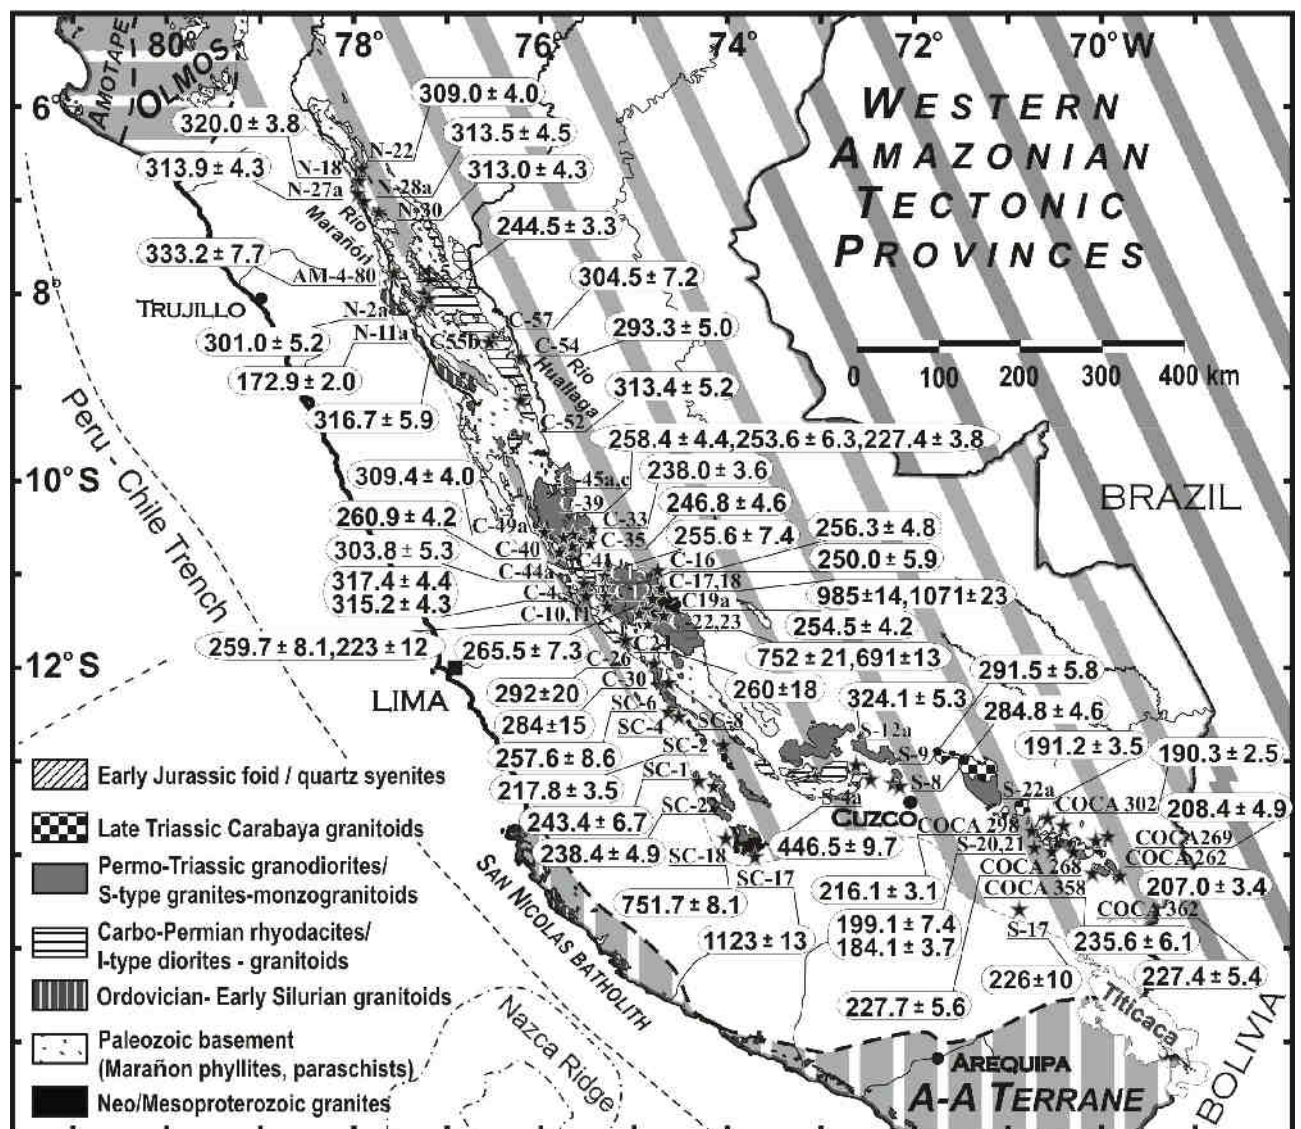 80°
78°
76°
74°
72°
70°W
AMOTAPE
OLMOS
6°
309.0 ± 4.0
320.0 ± 3.8
N-22
313.5 ± 4.5
313.9 ± 4.3
N-18
N-28a
313.0 ± 4.3
N-27a
N-30
Río
Marañón
244.5 ± 3.3
333.2 ± 7.7
AM-4-80
304.5 ± 7.2
8°
TRUJILLO
N-2a
C-57
293.3 ± 5.0
301.0 ± 5.2
N-11a
C55b
C-54
Río
Huallaga
172.9 ± 2.0
313.4 ± 5.2
316.7 ± 5.9
C-52
258.4 ± 4.4,253.6 ± 6.3,227.4 ± 3.8
WESTERN
AMAZONIAN
TECTONIC
PROVINCES
0 100 200 300 400 km
BRAZIL
Peru - Chile Trench
10°S
309.4 ± 4.0
-45a,c
238.0 ± 3.6
C-39
246.8 ± 4.6
260.9 ± 4.2
C-49a
C-33
C-35
255.6 ± 7.4
256.3 ± 4.8
303.8 ± 5.3
C-40
C41
C-16
250.0 ± 5.9
C-44a
C-17,18
317.4 ± 4.4
315.2 ± 4.3
C-4
C19a
985±14,1071±23
C-10,11
-22,23
254.5 ± 4.2
259.7 ± 8.1,223 ± 12
265.5 ± 7.3
C24
752 ± 21,691±13
12°S
C-26
C-30
292±20
260±18
291.5 ± 5.8
LIMA
284±15
SC-6
SC-4
SC-8
324.1 ± 5.3
284.8 ± 4.6
S-12a
257.6 ± 8.6
SC-2
S-9
191.2 ± 3.5
190.3 ± 2.5
SC-1
217.8 ± 3.5
S-4a
S-8
S-22a
COCA 302
208.4 ± 4.9
CUZCO
243.4 ± 6.7
COCA 298
COCA269
238.4 ± 4.9
SC-18
446.5 ± 9.7
S-20,21
COCA 268
COCA 262
SC-17
216.1 ± 3.1
COCA 358
207.0 ± 3.4
751.7 ± 8.1
COCA 362
199.1 ± 7.4
184.1 ± 3.7
S-17
235.6 ± 6.1
1123 ± 13
226±10
227.4 ± 5.4
227.7 ± 5.6
Titicaca
SAN NICOLAS BATHOLITH
Nazca Ridge
AREQUIPA
A-A TERRANE
BOLIVIA
Early Jurassic foid / quartz syenites
Late Triassic Carabaya granitoids
Permo-Triassic granodiorites/
S-type granites-monzogranitoids
Carbo-Permian rhyodacites/
I-type diorites - granitoids
Ordovician- Early Silurian granitoids
Paleozoic basement
(Marañon phyllites, paraschists)
Neo/Mesoproterozoic granites